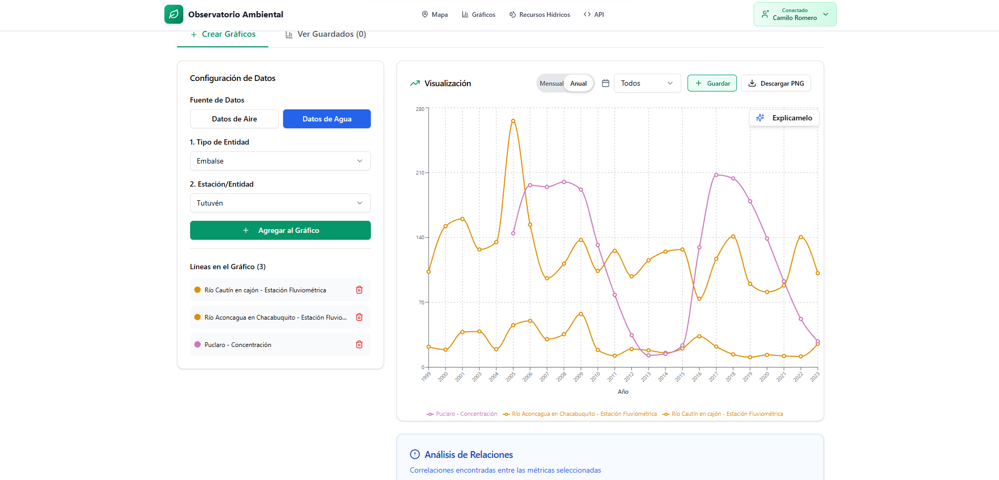 Observatorio Ambiental
Mapa
Gráficos
Recursos Hídricos
API
Conectado
Camilo Romero
Crear Gráficos
Ver Guardados (0)
Configuración de Datos
Fuente de Datos
Datos de Aire
Datos de Agua
1. Tipo de Entidad
Embalse
2. Estación/Entidad
Tutuvén
Agregar al Gráfico
Líneas en el Gráfico (3)
Río Cautín en cajón - Estación Fluviométrica
Río Aconcagua en Chacabuquito - Estación Fluvio...
Puclaro - Concentración
Visualización
Mensual
Anual
Todos
Guardar
Descargar PNG
Explícamelo
280
210
140
70
0
1999
2000
2001
2003
2004
2005
2006
2007
2008
2009
2010
2011
2012
2013
2014
2015
2016
2017
2018
2019
2020
2021
2022
2023
Año
Puclaro - Concentración
Río Aconcagua en Chacabuquito - Estación Fluviométrica
Río Cautín en cajón - Estación Fluviométrica
Análisis de Relaciones
Correlaciones encontradas entre las métricas seleccionadas